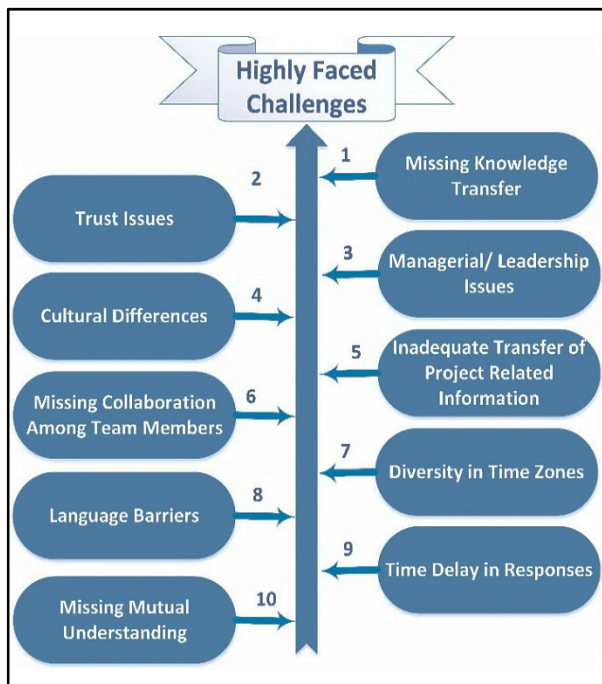 Highly Faced
Challenges
1
Missing Knowledge
Transfer
2
Trust Issues
3
Managerial/ Leadership
Issues
4
Cultural Differences
5
Inadequate Transfer of
Project Related
Information
6
Missing Collaboration
Among Team Members
7
Diversity in Time Zones
8
Language Barriers
9
Time Delay in Responses
10
Missing Mutual
Understanding